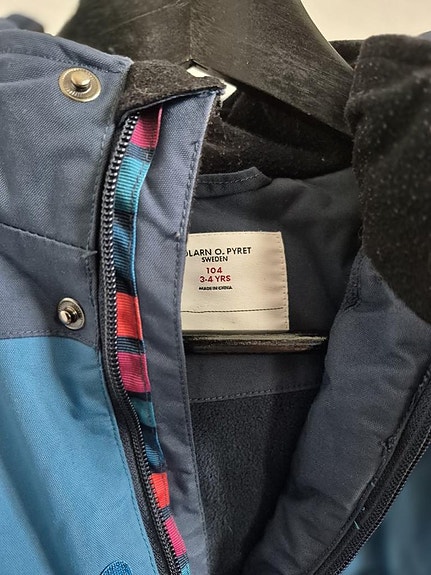 OLARN O. PYRET
SWEDEN
104
3-4 YRS
MADE IN CHINA